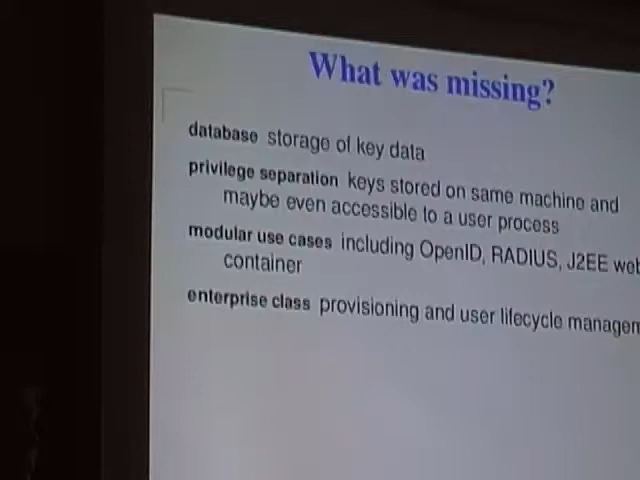 What was missing?
database storage of key data
privilege separation keys stored on same machine and
maybe even accessible to a user process
modular use cases including OpenID, RADIUS, J2EE web
container
enterprise class provisioning and user lifecycle managem